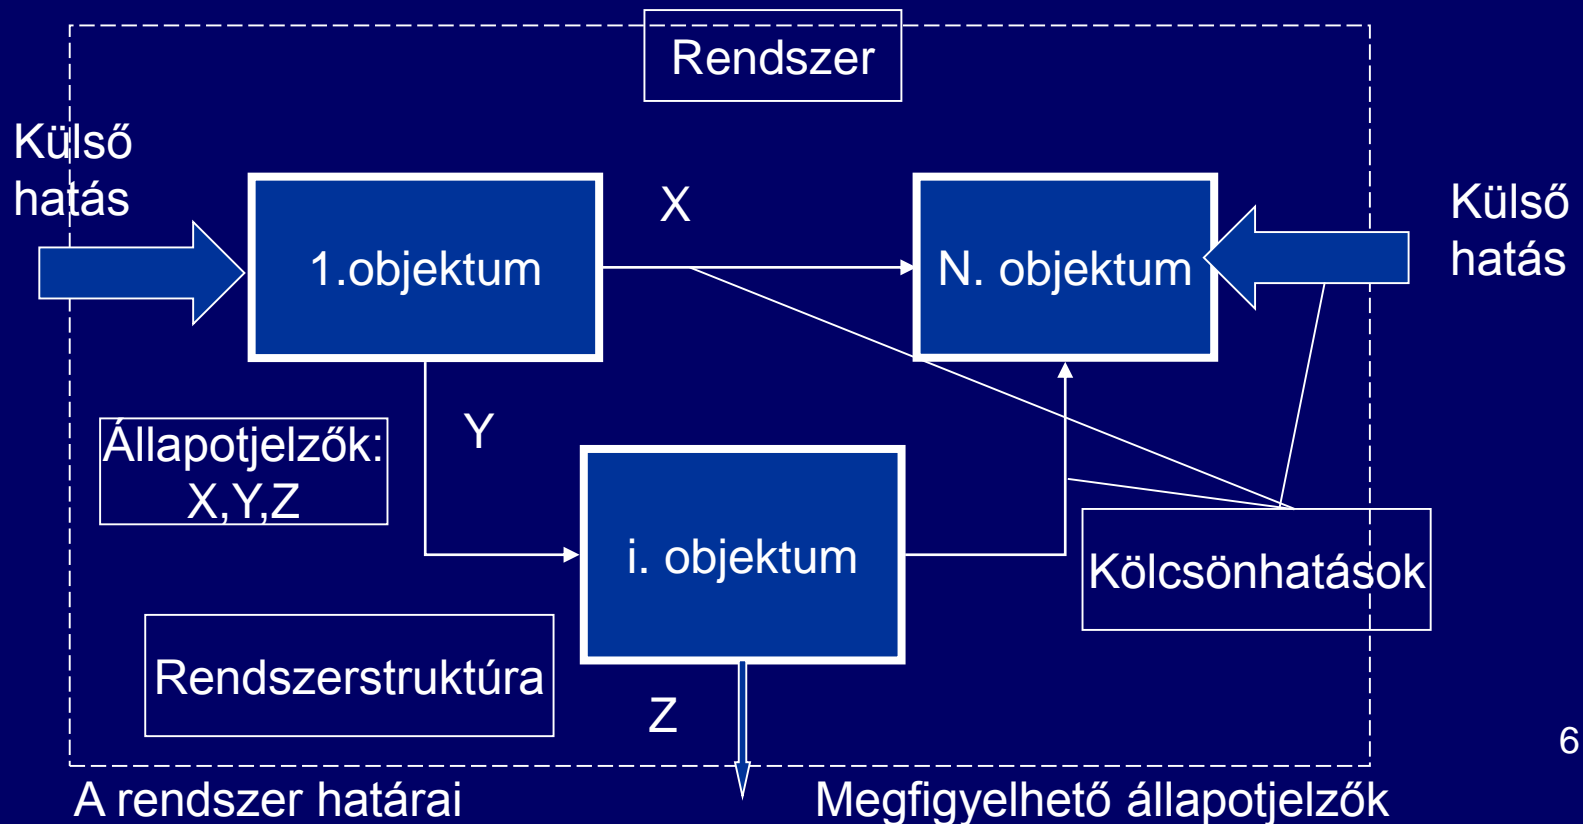 Rendszer
Külső
hatás
1.objektum
X
N. objektum
Külső
hatás
Állapotjelzők:
X,Y,Z
Y
i. objektum
Kölcsönhatások
Rendszerstruktúra
Z
6
A rendszer határai
Megfigyelhető állapotjelzők